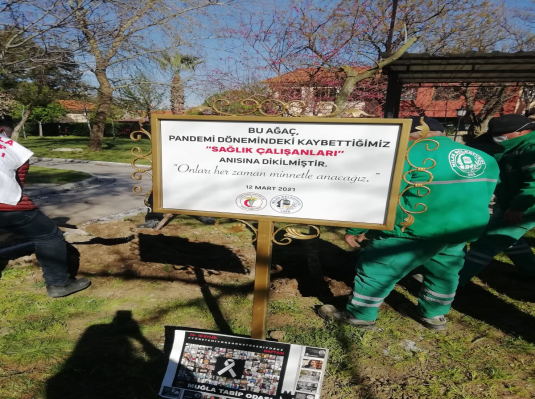 BU AĞAÇ,
PANDEMİ DÖNEMİNDEKİ KAYBETTİĞİMİZ
"SAĞLIK ÇALIŞANLARI"
ANISINA DİKİLMİŞTİR.
"Onları her zaman minnetle anacağız."
12 MART 2021
MUĞLA TABİP ODASI